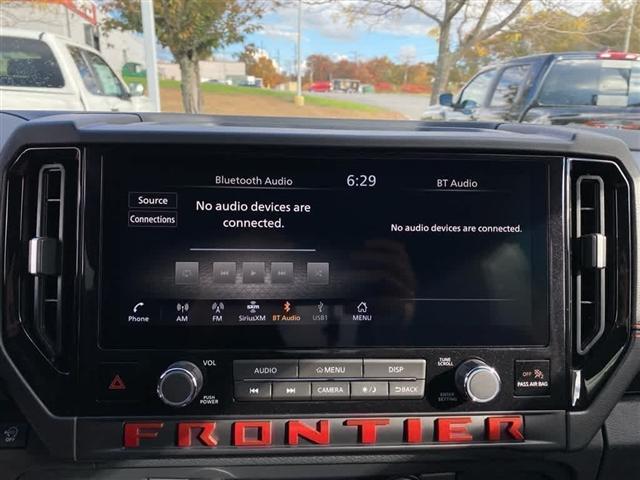 Bluetooth Audio 6:29 BT Audio
Source
Connections
No audio devices are
connected.
No audio devices are connected.
Phone AM FM SiriusXM BT Audio USB1 MENU
sxm
VOL
AUDIO MENU DISP
TUNE
SCROLL
PUSH
POWER
CAMERA BACK
ENTER
SETTING
OFF
PASS AIR BAG
FRONTIER
OFF